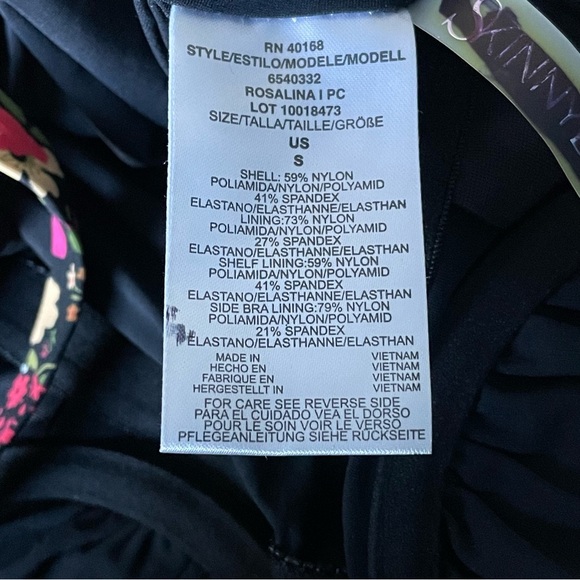 RN 40168
STYLE/ESTILO/MODELE/MODELL
6540332
ROSALINA I PC
LOT 10018473
SIZE/TALLA/TAILLE/GRÖßE
US
S
SHELL: 59% NYLON
POLIAMIDA/NYLON/POLYAMID
41% SPANDEX
ELASTANO/ELASTHANNE/ELASTHAN
LINING:73% NYLON
POLIAMIDA/NYLON/POLYAMID
27% SPANDEX
ELASTANO/ELASTHANNE/ELASTHAN
SHELF LINING:59% NYLON
POLIAMIDA/NYLON/POLYAMID
41% SPANDEX
ELASTANO/ELASTHANNE/ELASTHAN
SIDE BRA LINING:79% NYLON
POLIAMIDA/NYLON/POLYAMID
21% SPANDEX
ELASTANO/ELASTHANNE/ELASTHAN
MADE IN VIETNAM
HECHO EN VIETNAM
FABRIQUE EN VIETNAM
HERGESTELLT IN VIETNAM
FOR CARE SEE REVERSE SIDE
PARA EL CUIDADO VEA EL DORSO
POUR LE SOIN VOIR LE VERSO
PFLEGEANLEITUNG SIEHE RÜCKSEITE
SKINNY